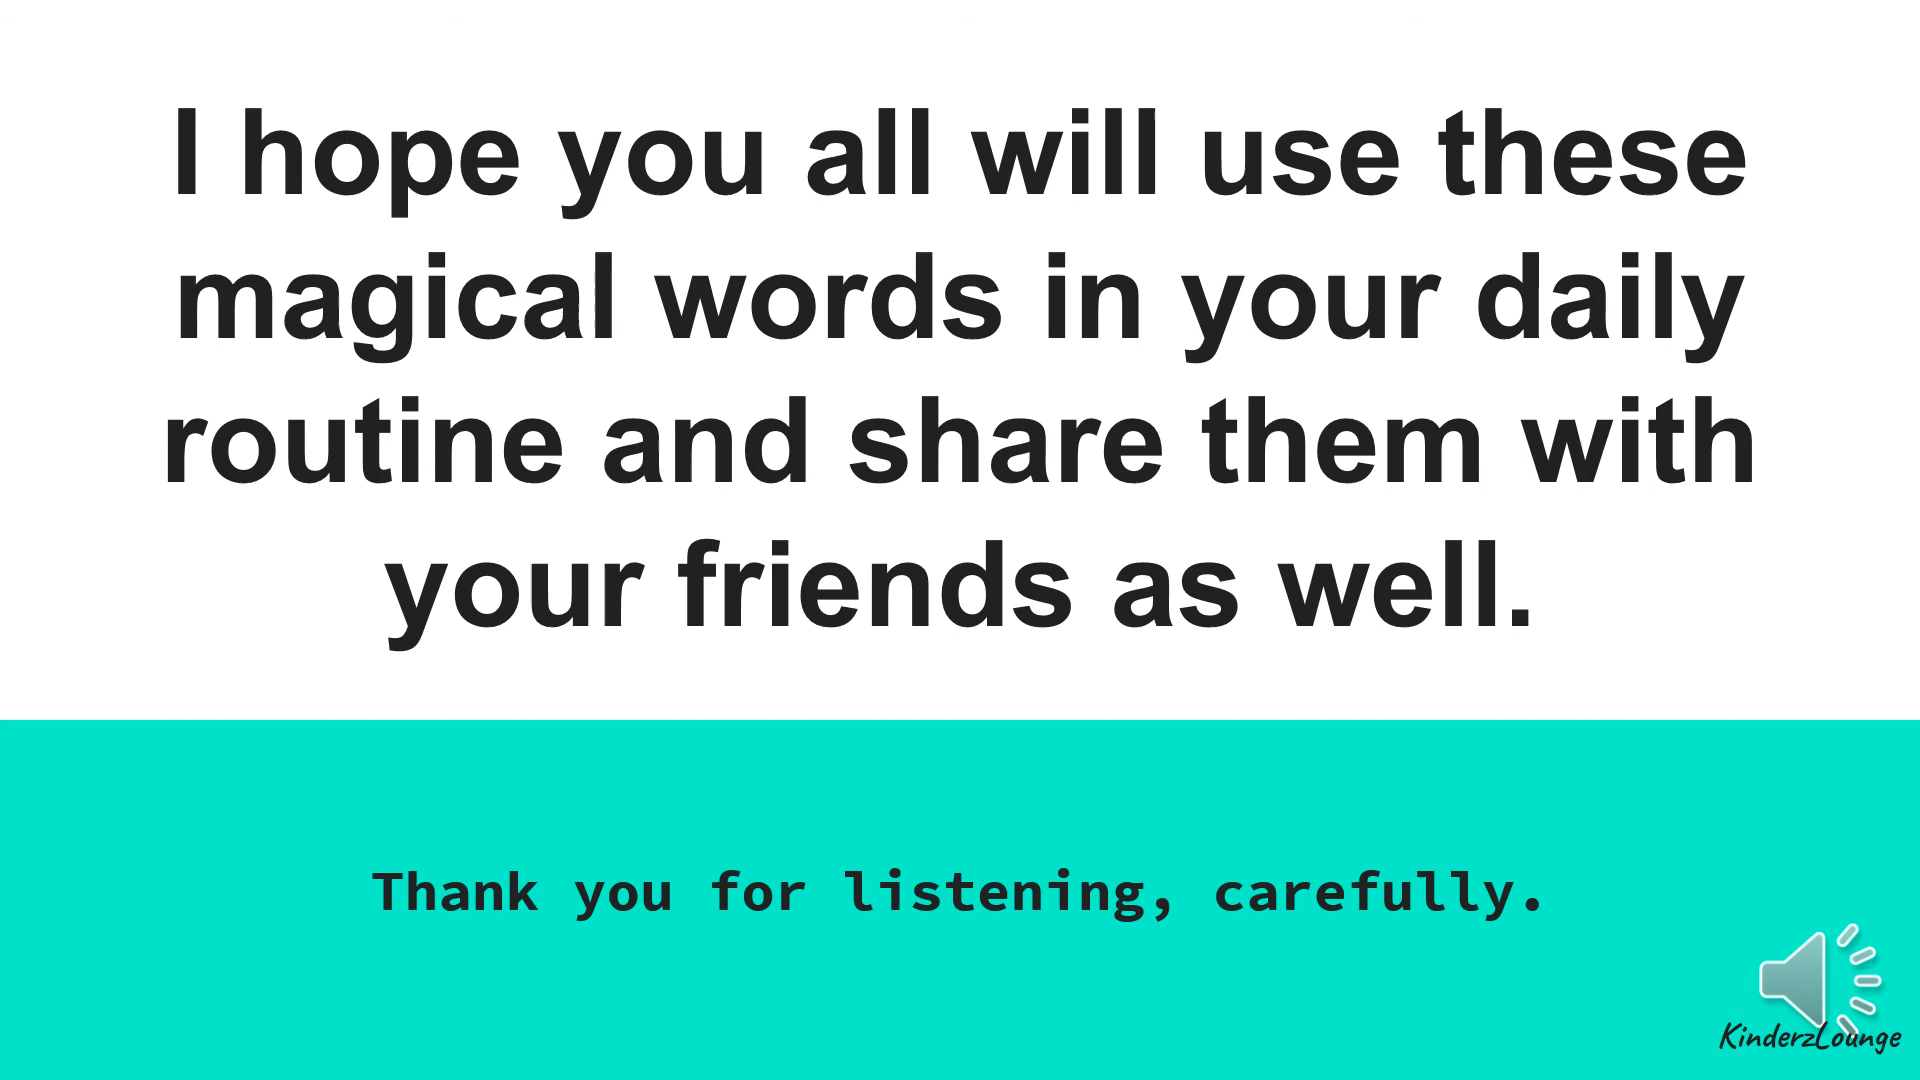 I hope you all will use these
magical words in your daily
routine and share them with
your friends as well.
Thank you for listening, carefully.
KinderzLounge